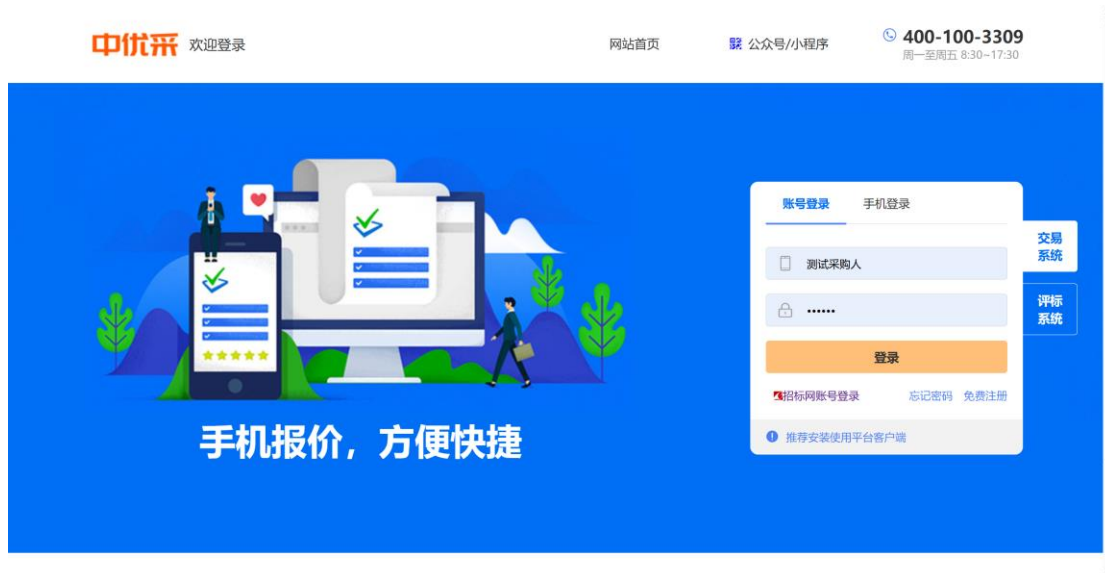 中优采 欢迎登录 网站首页 公众号/小程序 400-100-3309
周一至周五 8:30~17:30
账号登录 手机登录
交易
系统
测试采购人
评标
系统
••••••
登录
招标网账号登录 忘记密码 免费注册
推荐安装使用平台客户端
手机报价，方便快捷